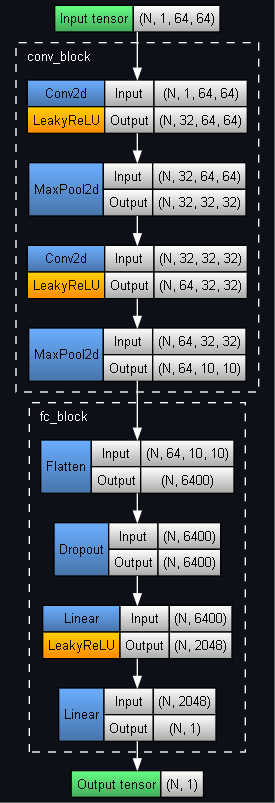 Input tensor (N, 1, 64, 64)
conv_block
Conv2d Input (N, 1, 64, 64)
LeakyReLU Output (N, 32, 64, 64)
MaxPool2d
Input (N, 32, 64, 64)
Output (N, 32, 32, 32)
Conv2d Input (N, 32, 32, 32)
LeakyReLU Output (N, 64, 32, 32)
MaxPool2d
Input (N, 64, 32, 32)
Output (N, 64, 10, 10)
fc_block
Flatten
Input (N, 64, 10, 10)
Output (N, 6400)
Dropout
Input (N, 6400)
Output (N, 6400)
Linear Input (N, 6400)
LeakyReLU Output (N, 2048)
Linear
Input (N, 2048)
Output (N, 1)
Output tensor (N, 1)